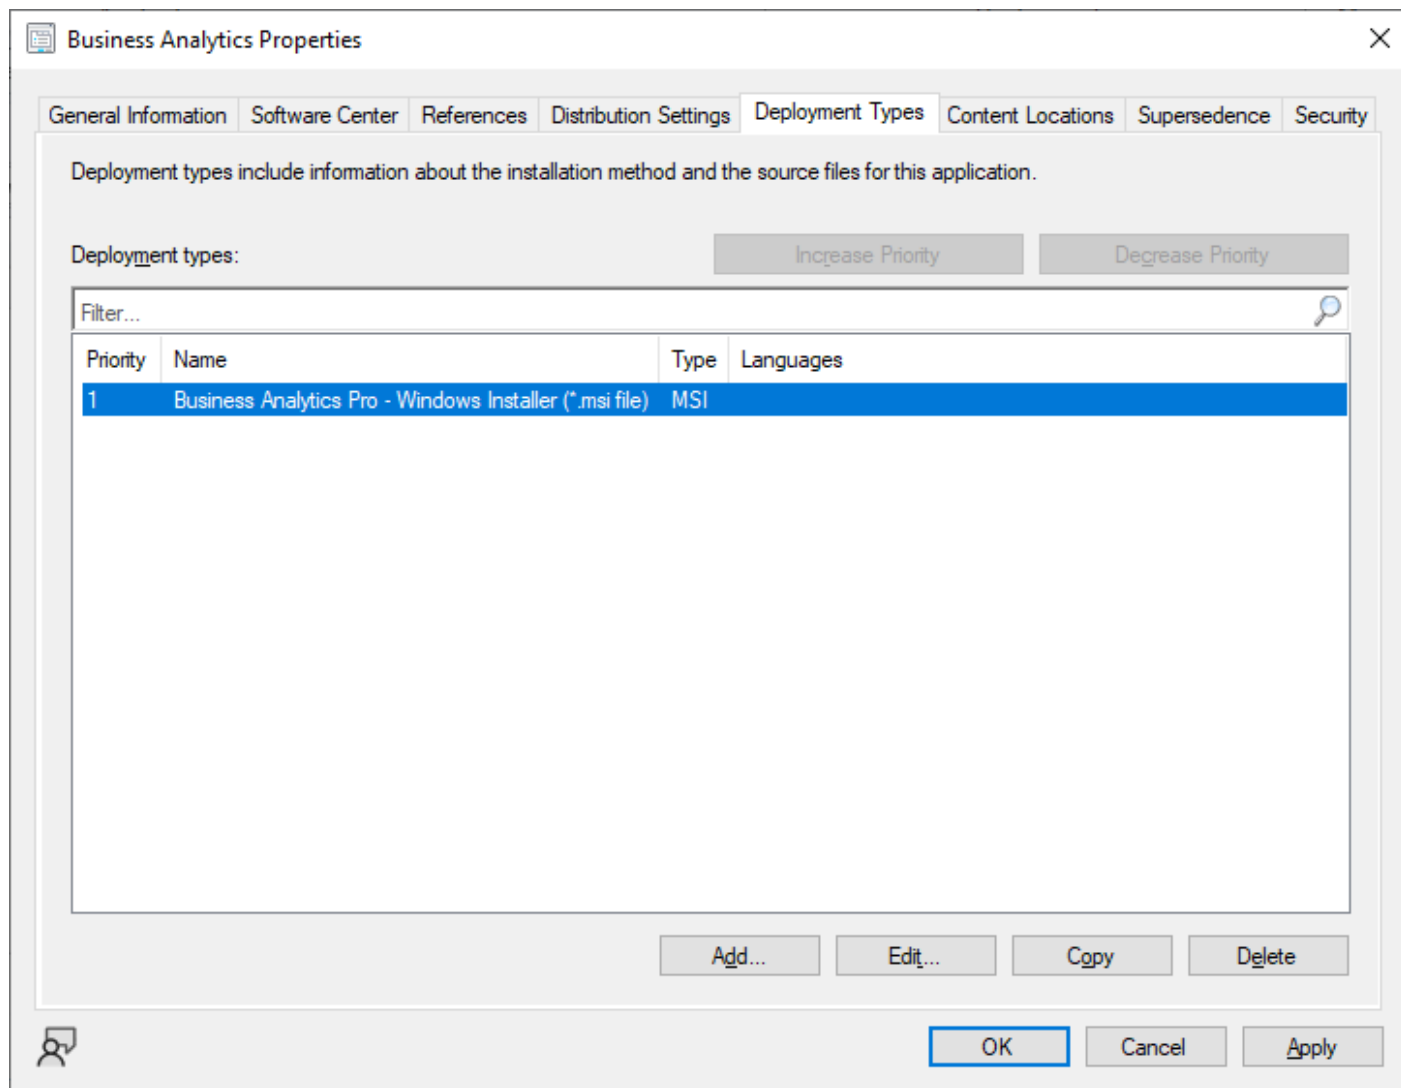 Business Analytics Properties
General Information Software Center References Distribution Settings Deployment Types Content Locations Supersedence Security
Deployment types include information about the installation method and the source files for this application.
Deployment types: Increase Priority Decrease Priority
Filter...
Priority Name Type Languages
1 Business Analytics Pro - Windows Installer (*.msi file) MSI
Add... Edit... Copy Delete
OK Cancel Apply